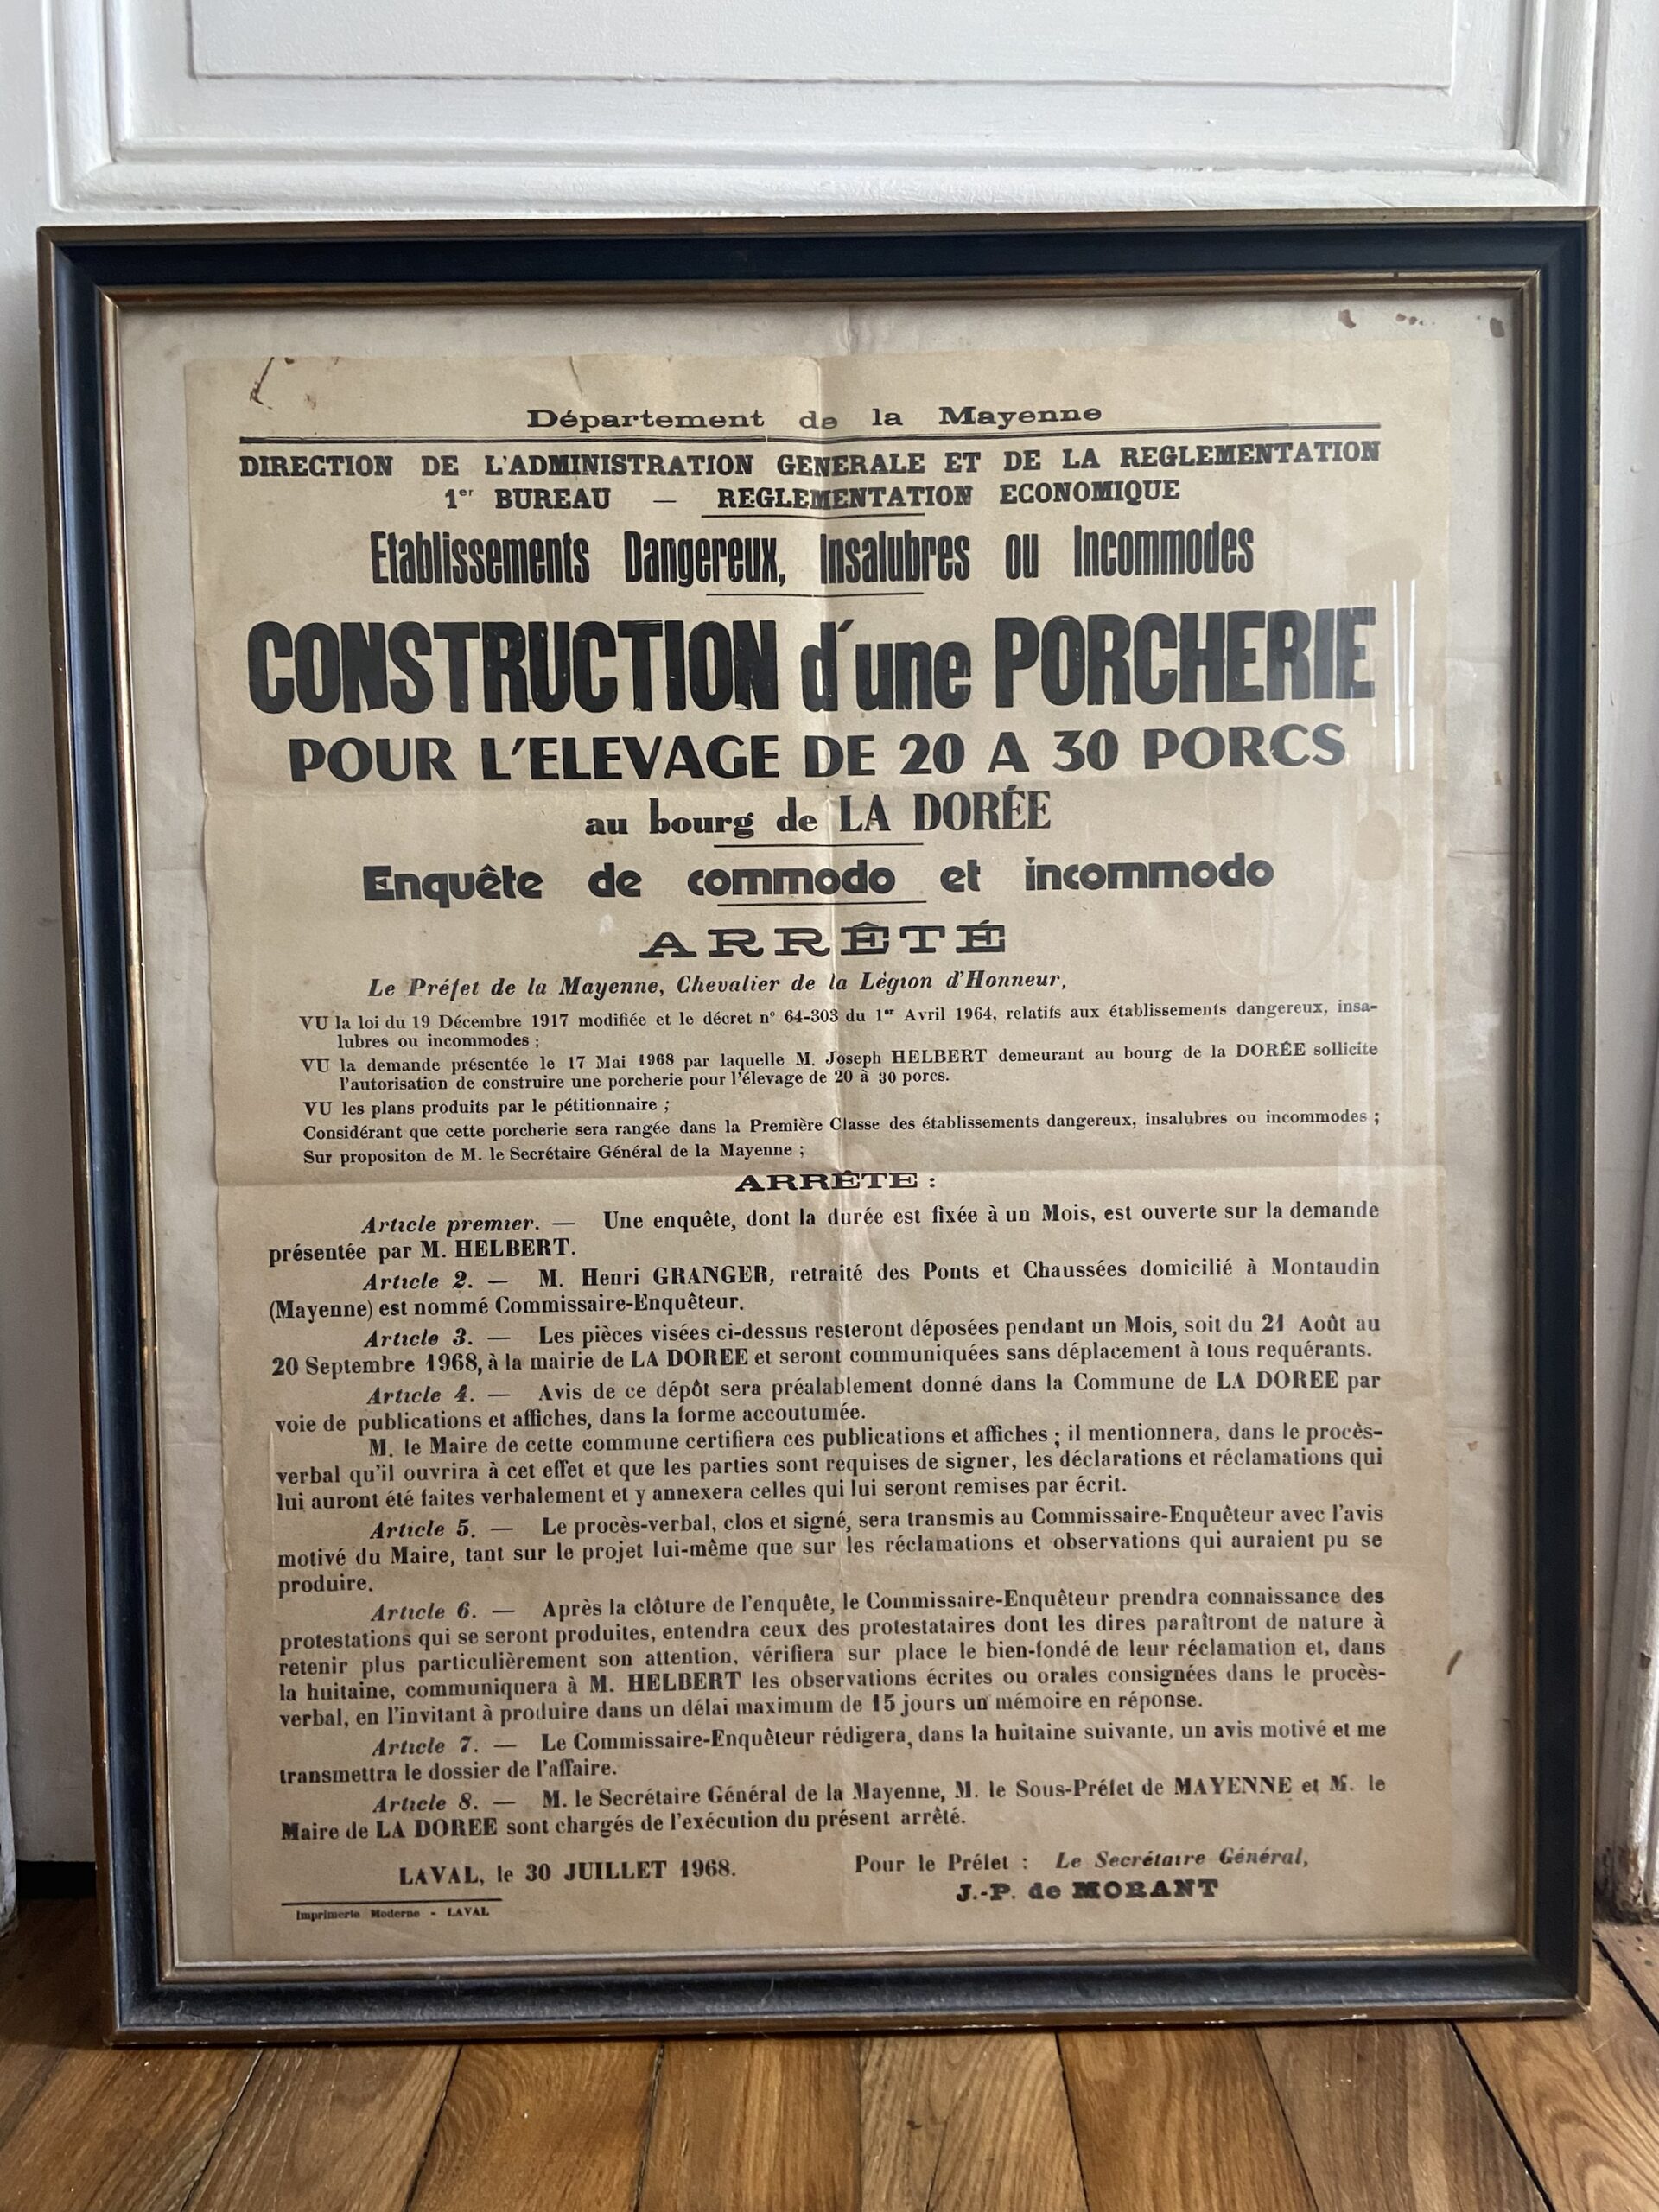 Département de la Mayenne
DIRECTION DE L'ADMINISTRATION GENERALE ET DE LA REGLEMENTATION
1er BUREAU — REGLEMENTATION ECONOMIQUE
Etablissements Dangereux, Insalubres ou Incommodes
CONSTRUCTION d'une PORCHERIE
POUR L'ELEVAGE DE 20 A 30 PORCS
au bourg de LA DORÉE
Enquête de commodo et incommodo
ARRÊTÉ
Le Préfet de la Mayenne, Chevalier de la Légion d'Honneur,
VU la loi du 19 Décembre 1917 modifiée et le décret n° 64-303 du 1er Avril 1964, relatifs aux établissements dangereux, insa-
lubres ou incommodes ;
VU la demande présentée le 17 Mai 1968 par laquelle M. Joseph HELBERT demeurant au bourg de la DORÉE sollicite
l'autorisation de construire une porcherie pour l'élevage de 20 à 30 porcs.
VU les plans produits par le pétitionnaire ;
Considérant que cette porcherie sera rangée dans la Première Classe des établissements dangereux, insalubres ou incommodes ;
Sur propositon de M. le Secrétaire Général de la Mayenne ;
ARRÊTE :
Article premier. — Une enquête, dont la durée est fixée à un Mois, est ouverte sur la demande
présentée par M. HELBERT.
Article 2. — M. Henri GRANGER, retraité des Ponts et Chaussées domicilié à Montaudin
(Mayenne) est nommé Commissaire-Enquêteur.
Article 3. — Les pièces visées ci-dessus resteront déposées pendant un Mois, soit du 21 Août au
20 Septembre 1968, à la mairie de LA DOREE et seront communiquées sans déplacement à tous requérants.
Article 4. — Avis de ce dépôt sera préalablement donné dans la Commune de LA DOREE par
voie de publications et affiches, dans la forme accoutumée.
M. le Maire de cette commune certifiera ces publications et affiches ; il mentionnera, dans le procès-
verbal qu'il ouvrira à cet effet et que les parties sont requises de signer, les déclarations et réclamations qui
lui auront été faites verbalement et y annexera celles qui lui seront remises par écrit.
Article 5. — Le procès-verbal, clos et signé, sera transmis au Commissaire-Enquêteur avec l'avis
motivé du Maire, tant sur le projet lui-même que sur les réclamations et observations qui auraient pu se
produire.
Article 6. — Après la clôture de l'enquête, le Commissaire-Enquêteur prendra connaissance des
protestations qui se seront produites, entendra ceux des protestataires dont les dires paraîtront de nature à
retenir plus particulièrement son attention, vérifiera sur place le bien-fondé de leur réclamation et, dans
la huitaine, communiquera à M. HELBERT les observations écrites ou orales consignées dans le procès-
verbal, en l'invitant à produire dans un délai maximum de 15 jours un mémoire en réponse.
Article 7. — Le Commissaire-Enquêteur rédigera, dans la huitaine suivante, un avis motivé et me
transmettra le dossier de l'affaire.
Article 8. — M. le Secrétaire Général de la Mayenne, M. le Sous-Préfet de MAYENNE et M. le
Maire de LA DOREE sont chargés de l'exécution du présent arrêté.
LAVAL, le 30 JUILLET 1968.
Pour le Préfet : Le Secrétaire Général,
J.-P. de MORANT
Imprimerie Moderne - LAVAL